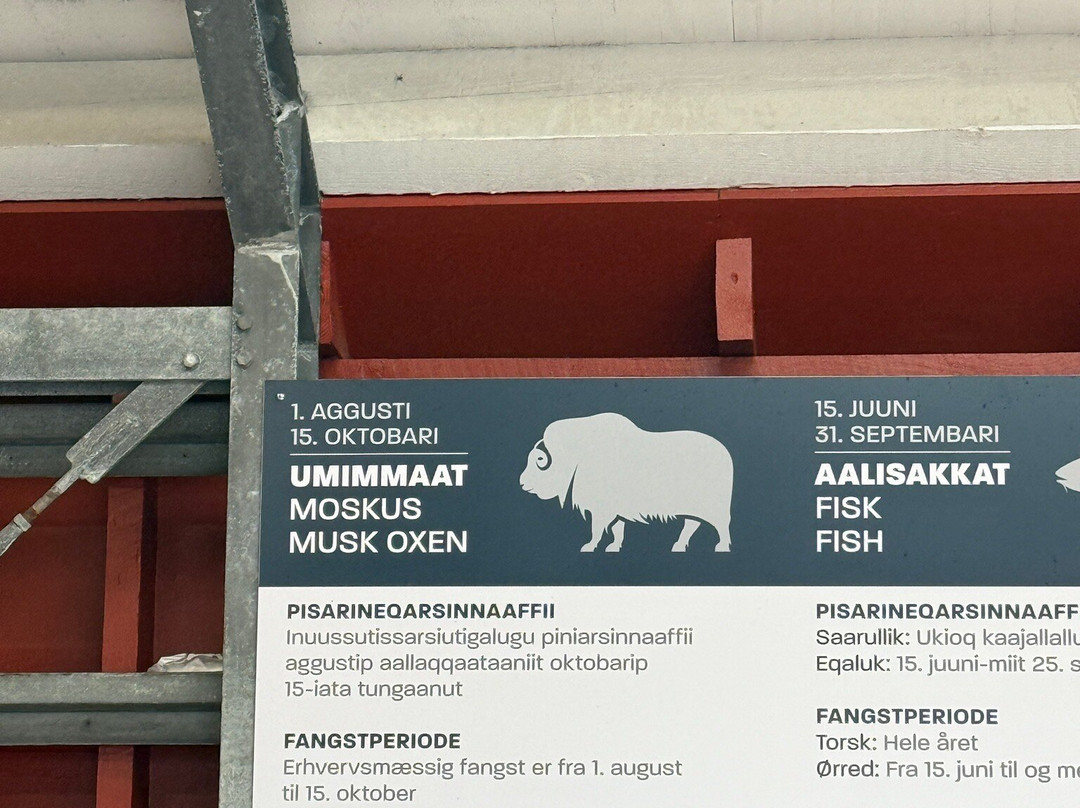 1. AGGUSTI
15. OKTOBARI
UMIMMAAT
MOSKUS
MUSK OXEN
PISARINEQARSINNAAFFII
Inuussutissarsiutigalugu piniarsinnaaffii
aggustip aallaqqaataaniit oktobarip
15-iata tungaanut
FANGSTPERIODE
Erhvervsmæssig fangst er fra 1. august
til 15. oktober
15. JUUNI
31. SEPTEMBARI
AALISAKKAT
FISK
FISH
PISARINEQARSINNAAFF
Saarullik: Ukioq kaajallallu
Eqaluk: 15. juuni-miit 25. s
FANGSTPERIODE
Torsk: Hele året
Ørred: Fra 15. juni til og me